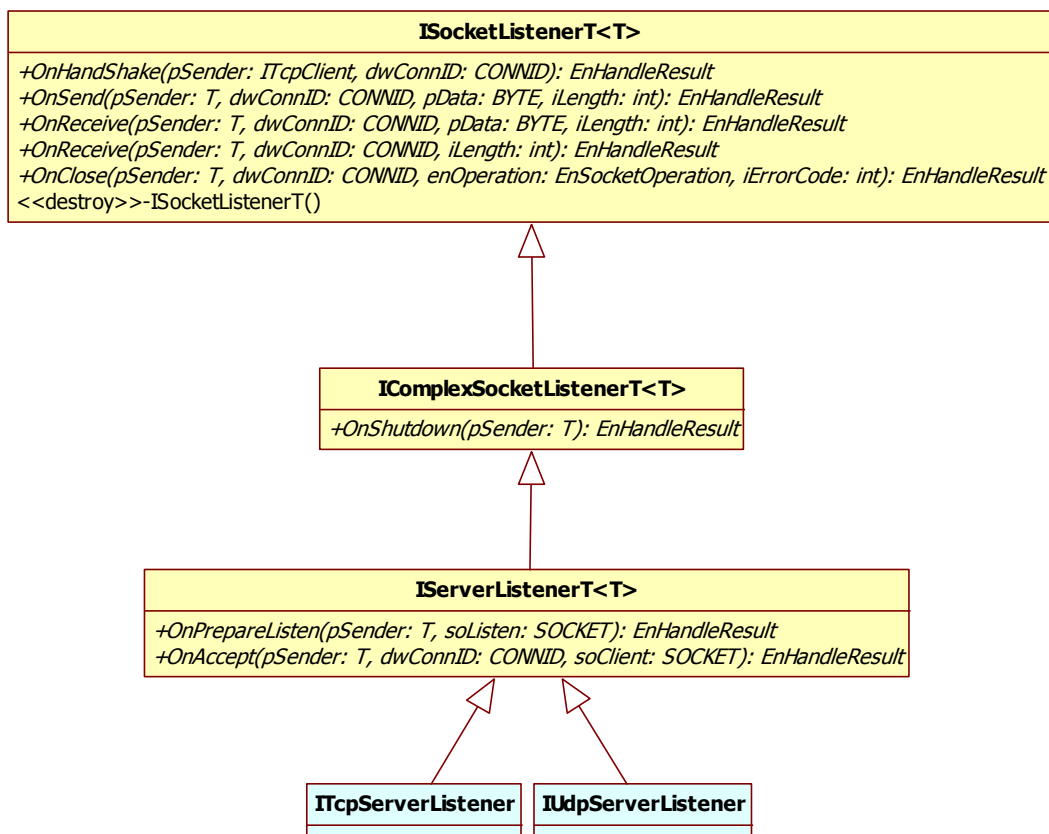 ISocketListenerT<T>
+OnHandShake(pSender: ITcpClient, dwConnID: CONNID): EnHandleResult
+OnSend(pSender: T, dwConnID: CONNID, pData: BYTE, iLength: int): EnHandleResult
+OnReceive(pSender: T, dwConnID: CONNID, pData: BYTE, iLength: int): EnHandleResult
+OnReceive(pSender: T, dwConnID: CONNID, iLength: int): EnHandleResult
+OnClose(pSender: T, dwConnID: CONNID, enOperation: EnSocketOperation, iErrorCode: int): EnHandleResult
<<destroy>>-ISocketListenerT()
IComplexSocketListenerT<T>
+OnShutdown(pSender: T): EnHandleResult
IServerListenerT<T>
+OnPrepareListen(pSender: T, soListen: SOCKET): EnHandleResult
+OnAccept(pSender: T, dwConnID: CONNID, soClient: SOCKET): EnHandleResult
ITcpServerListener
IUdpServerListener